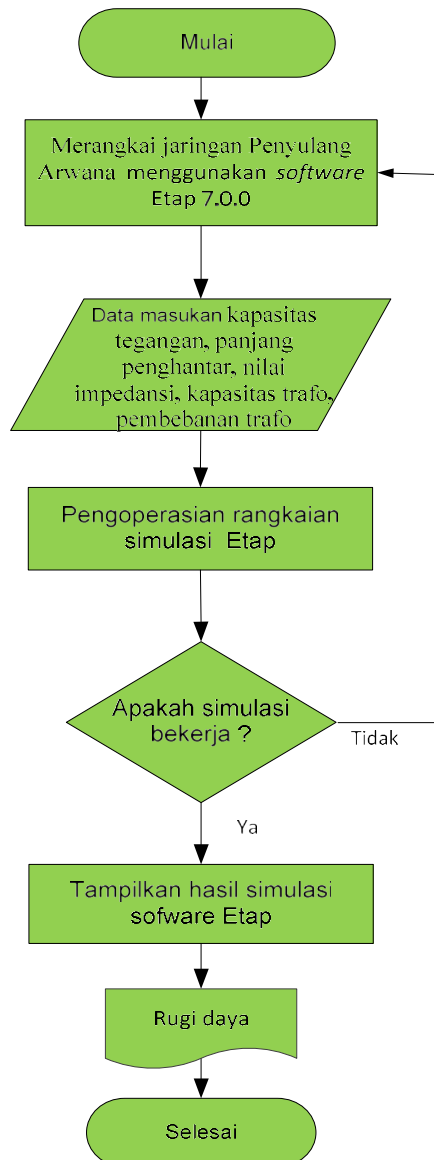 Mulai
Merangkai jaringan Penyulang
Arwana menggunakan software
Etap 7.0.0
Data masukan kapasitas
tegangan, panjang
penghantar, nilai
impedansi, kapasitas trafo,
pembebanan trafo
Pengoperasian rangkaian
simulasi Etap
Apakah simulasi
bekerja ?
Tidak
Ya
Tampilkan hasil simulasi
sofware Etap
Rugi daya
Selesai